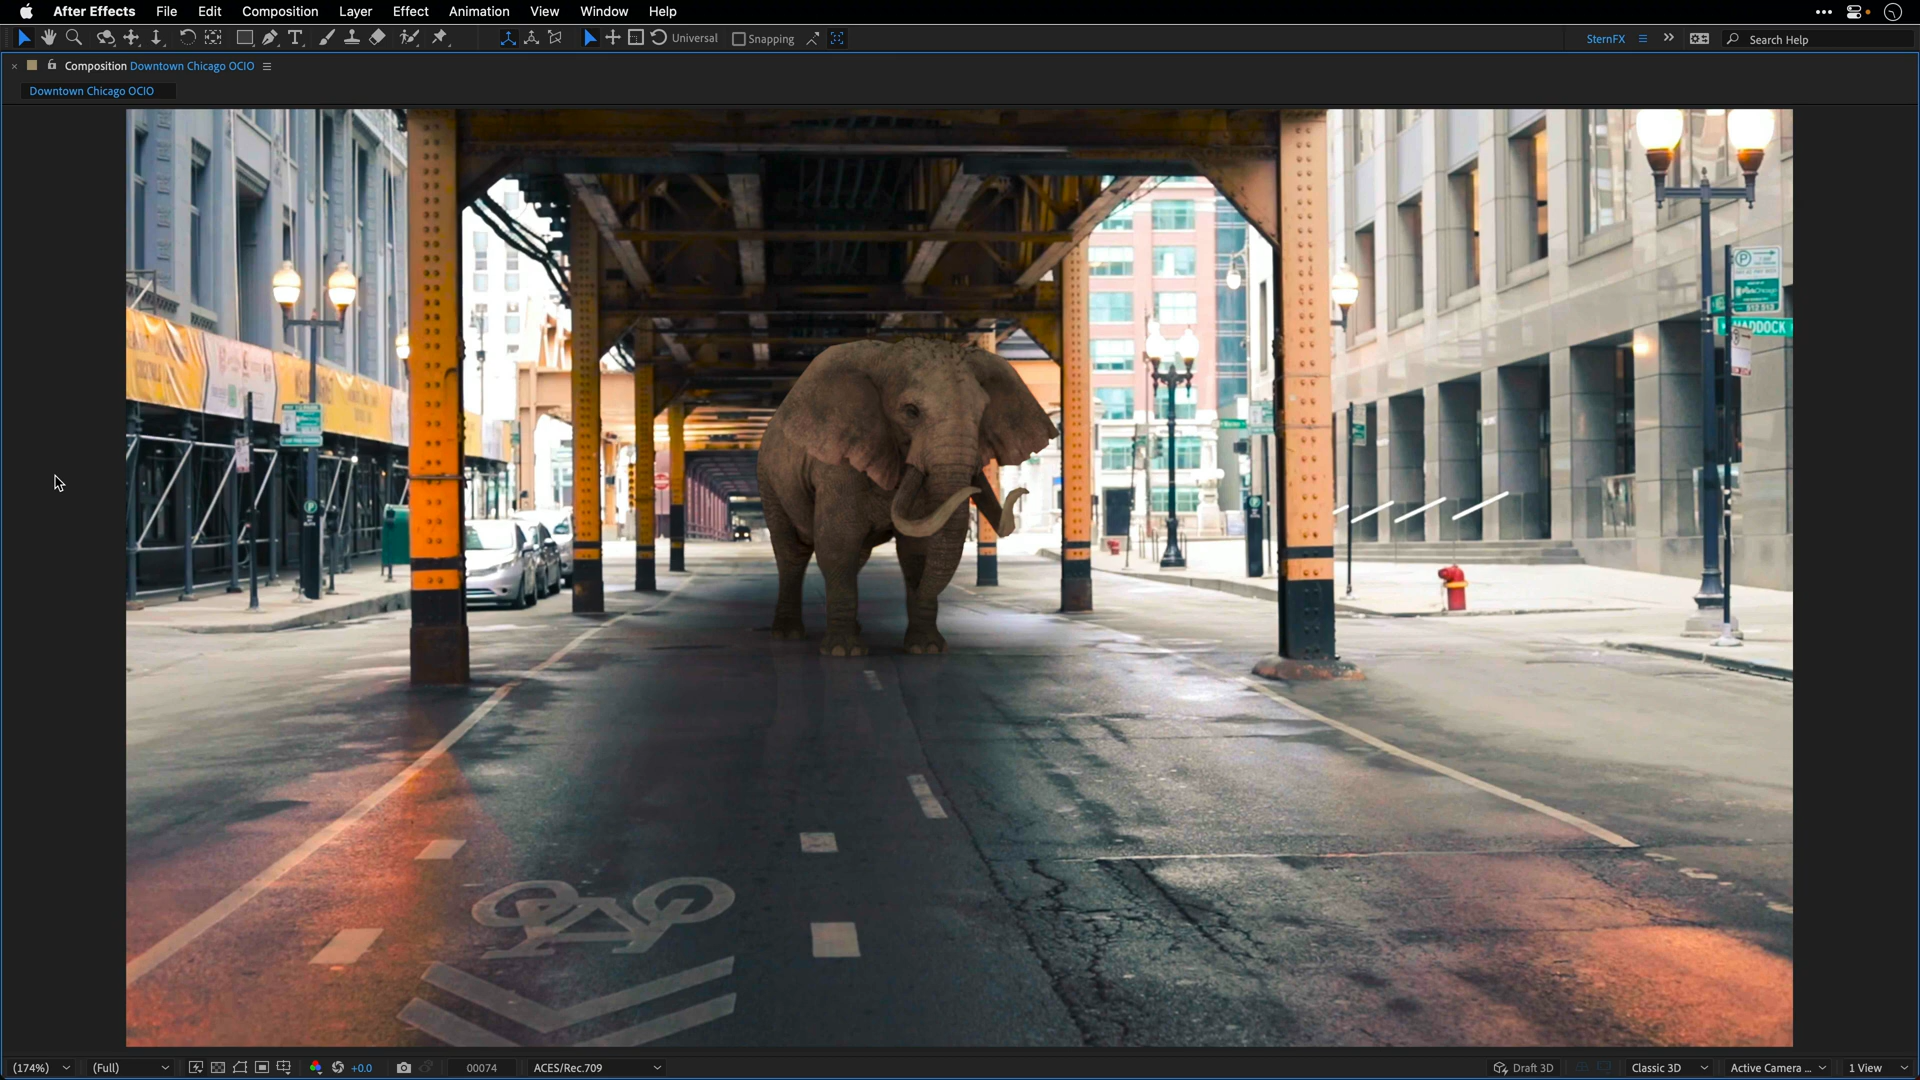 After Effects File Edit Composition Layer Effect Animation View Window Help
Universal Snapping SternFX Search Help
Composition Downtown Chicago OCIO
Downtown Chicago OCIO
P
ADDOCK
(174%) (Full) +0.0 00074 ACES/Rec.709 Draft 3D Classic 3D Active Camera ... 1 View